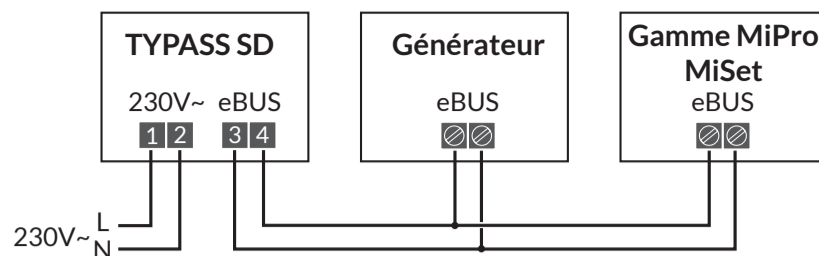 TYPASS SD
230V~ eBUS
1 2 3 4
Générateur
eBUS
Gamme MiPro
MiSet
eBUS
230V~
L
N